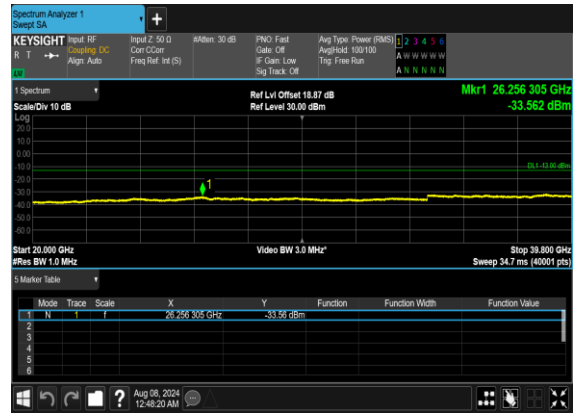 Spectrum Analyzer 1
Swept SA
+
KEYSIGHT Input: RF Input Z: 50 Ω #Atten: 30 dB PNO: Fast Avg Type: Power (RMS) 1 2 3 4 5 6
R T Coupling: DC Corr CCorr Gate: Off Avg|Hold: 100/100 A W W W W W
Align: Auto Freq Ref: Int (S) IF Gain: Low Trig: Free Run
Sig Track: Off A N N N N N
1 Spectrum Mkr1 26.256 305 GHz
Ref Lvl Offset 18.87 dB
Scale/Div 10 dB Ref Level 30.00 dBm -33.562 dBm
Log
20.0
10.0
0.00
-10.0
DL1 -13.00 dBm
-20.0
1
-30.0
-40.0
-50.0
-60.0
Start 20.000 GHz Video BW 3.0 MHz* Stop 39.800 GHz
#Res BW 1.0 MHz Sweep 34.7 ms (40001 pts)
5 Marker Table
Mode Trace Scale X Y Function Function Width Function Value
1 N 1 f 26.256 305 GHz -33.56 dBm
2
3
4
5
6
? Aug 08, 2024
12:48:20 AM